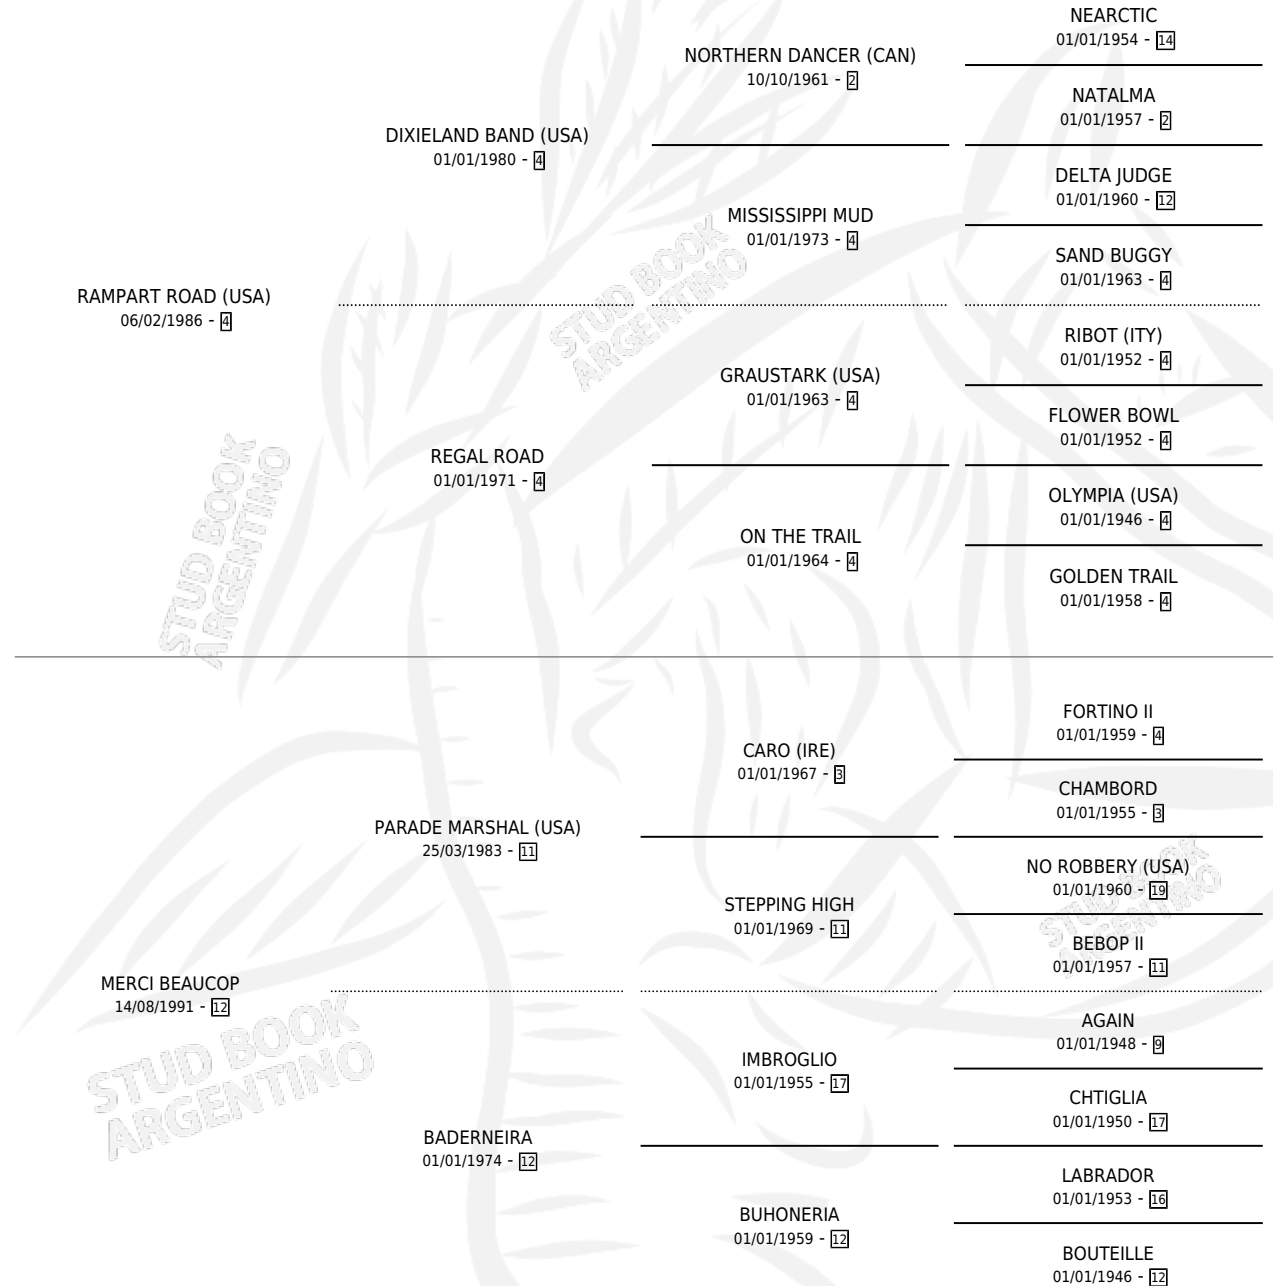 NEARCTIC
01/01/1954 - 14
NORTHERN DANCER (CAN)
10/10/1961 - 2
NATALMA
01/01/1957 - 2
DIXIELAND BAND (USA)
01/01/1980 - 4
DELTA JUDGE
01/01/1960 - 12
MISSISSIPPI MUD
01/01/1973 - 4
SAND BUGGY
01/01/1963 - 4
RAMPART ROAD (USA)
06/02/1986 - 4
RIBOT (ITY)
01/01/1952 - 4
GRAUSTARK (USA)
01/01/1963 - 4
FLOWER BOWL
01/01/1952 - 4
REGAL ROAD
01/01/1971 - 4
OLYMPIA (USA)
01/01/1946 - 4
ON THE TRAIL
01/01/1964 - 4
GOLDEN TRAIL
01/01/1958 - 4
FORTINO II
01/01/1959 - 4
CARO (IRE)
01/01/1967 - 3
CHAMBORD
01/01/1955 - 3
PARADE MARSHAL (USA)
25/03/1983 - 11
NO ROBBERY (USA)
01/01/1960 - 19
STEPPING HIGH
01/01/1969 - 11
BEBOP II
01/01/1957 - 11
MERCI BEAUCOP
14/08/1991 - 12
AGAIN
01/01/1948 - 9
IMBROGLIO
01/01/1955 - 17
CHTIGLIA
01/01/1950 - 17
BADERNEIRA
01/01/1974 - 12
LABRADOR
01/01/1953 - 16
BUHONERIA
01/01/1959 - 12
BOUTEILLE
01/01/1946 - 12
STUD BOOK
ARGENTINO
STUD BOOK
ARGENTINO
STUD BOOK
ARGENTINO
STUD BOOK
ARGENTINO